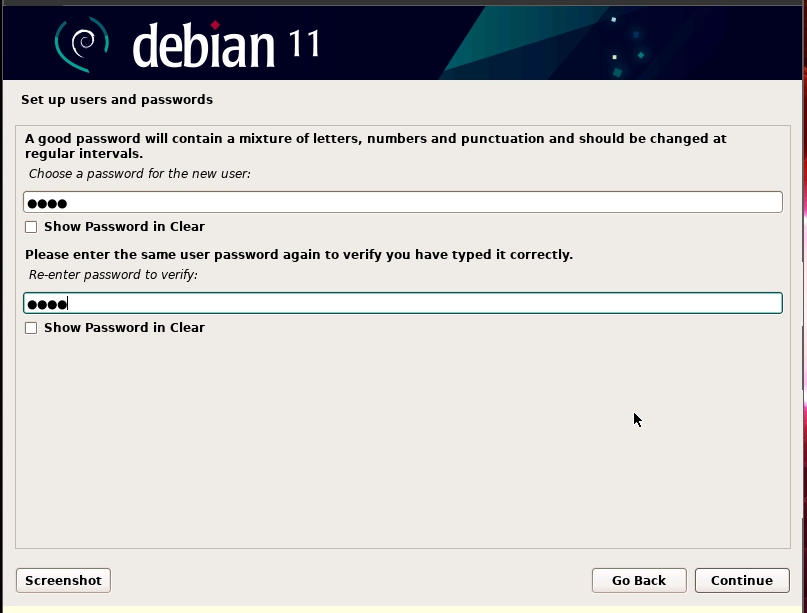 debian 11
Set up users and passwords
A good password will contain a mixture of letters, numbers and punctuation and should be changed at
regular intervals.
Choose a password for the new user:
●●●●
Show Password in Clear
Please enter the same user password again to verify you have typed it correctly.
Re-enter password to verify:
●●●●
Show Password in Clear
Screenshot Go Back Continue